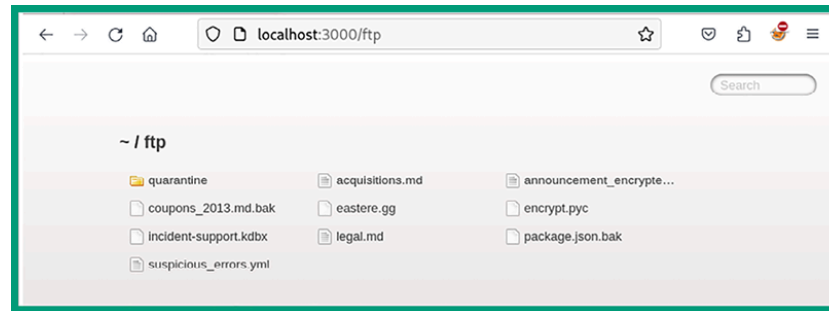 localhost:3000/ftp
Search
~ / ftp
quarantine acquisitions.md announcement_encrypte...
coupons_2013.md.bak eastere.gg encrypt.pyc
incident-support.kdbx legal.md package.json.bak
suspicious_errors.yml